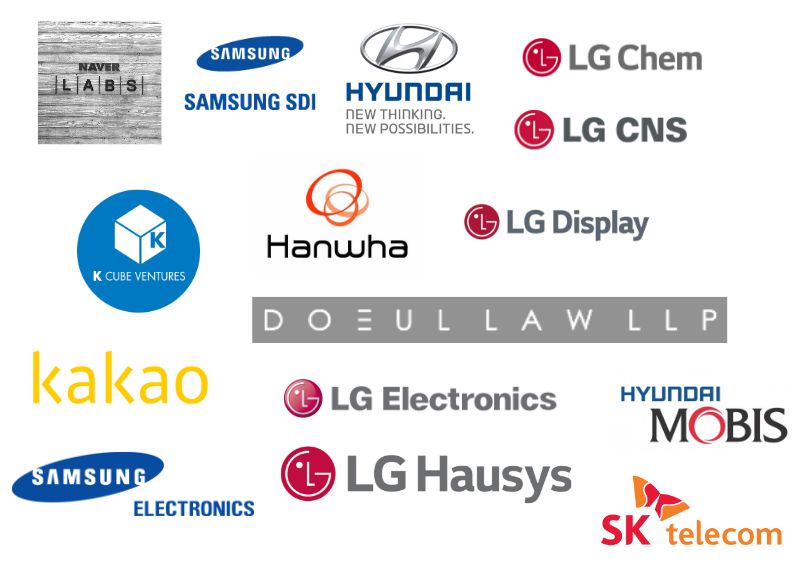 NAVER
LABS
SAMSUNG
SAMSUNG SDI
HYUNDAI
NEW THINKING.
NEW POSSIBILITIES.
LG Chem
LG CNS
K
K CUBE VENTURES
Hanwha
LG Display
DOΞUL LAW LLP
kakao
LG Electronics
HYUNDAI
MOBIS
SAMSUNG
ELECTRONICS
LG Hausys
SK telecom